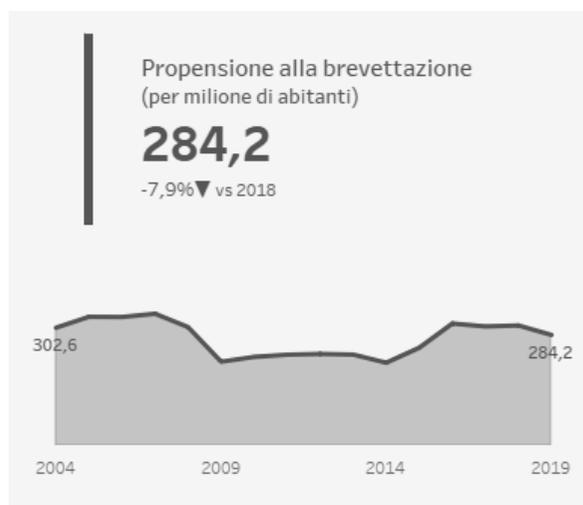 Propensione alla brevettazione
(per milione di abitanti)
284,2
-7,9%▼ vs 2018
302,6
284,2
2004 2009 2014 2019